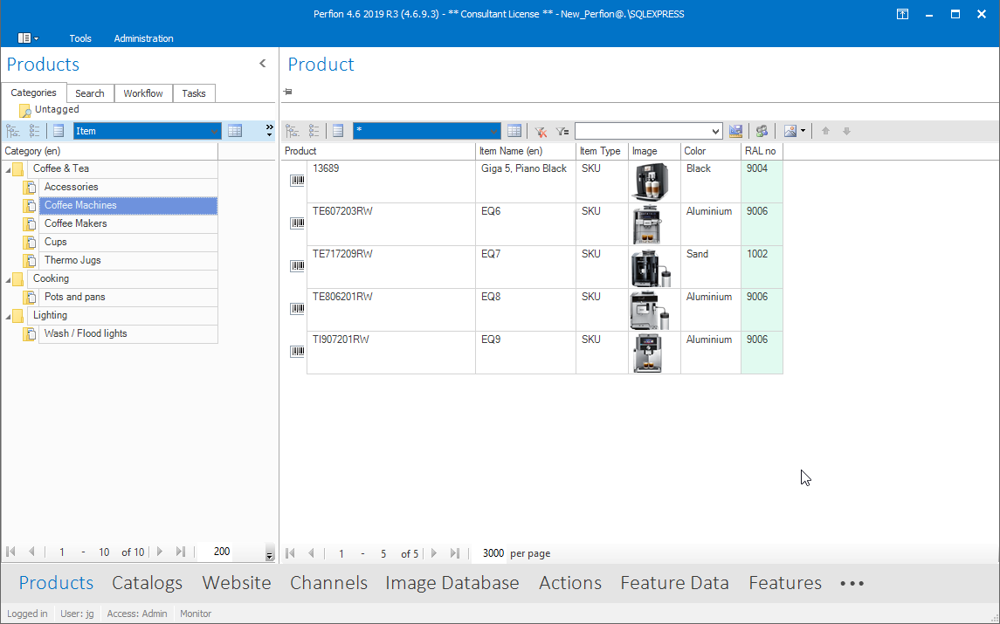 Perfion 4.6 2019 R3 (4.6.9.3) - ** Consultant License ** - New_Perfion@.\SQLEXPRESS
Tools Administration
Products
Product
Categories Search Workflow Tasks
Untagged
Item
*
Category (en)
Product Item Name (en) Item Type Image Color RAL no
Coffee & Tea
Accessories
Coffee Machines
Coffee Makers
Cups
Thermo Jugs
Cooking
Pots and pans
Lighting
Wash / Flood lights
13689 Giga 5, Piano Black SKU Black 9004
TE607203RW EQ6 SKU Aluminium 9006
TE717209RW EQ7 SKU Sand 1002
TE806201RW EQ8 SKU Aluminium 9006
TI907201RW EQ9 SKU Aluminium 9006
1 - 10 of 10 200
1 - 5 of 5 3000 per page
Products Catalogs Website Channels Image Database Actions Feature Data Features •••
Logged in User: jg Access: Admin Monitor